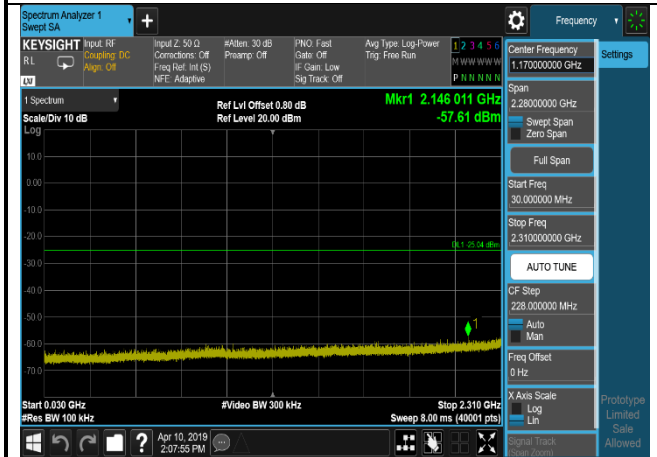 Spectrum Analyzer 1
Swept SA
+
Frequency
KEYSIGHT Input: RF
RL
Coupling: DC
Align: Off
LXI
Input Z: 50 Ω
Corrections: Off
Freq Ref: Int (S)
NFE: Adaptive
#Atten: 30 dB
Preamp: Off
PNO: Fast
Gate: Off
IF Gain: Low
Sig Track: Off
Avg Type: Log-Power
Trig: Free Run
1 2 3 4 5 6
M W W W W W
P N N N N N
1 Spectrum
Scale/Div 10 dB
Log
Ref Lvl Offset 0.80 dB
Ref Level 20.00 dBm
Mkr1 2.146 011 GHz
-57.61 dBm
10.0
0.00
-10.0
-20.0
DL1 -25.04 dBm
-30.0
-40.0
-50.0
1
-60.0
-70.0
Start 0.030 GHz
#Res BW 100 kHz
#Video BW 300 kHz
Stop 2.310 GHz
Sweep 8.00 ms (40001 pts)
Center Frequency
1.170000000 GHz
Settings
Span
2.28000000 GHz
Swept Span
Zero Span
Full Span
Start Freq
30.000000 MHz
Stop Freq
2.310000000 GHz
AUTO TUNE
CF Step
228.000000 MHz
Auto
Man
Freq Offset
0 Hz
X Axis Scale
Log
Lin
Signal Track
(Span Zoom)
Prototype
Limited
Sale
Allowed
?
Apr 10, 2019
2:07:55 PM